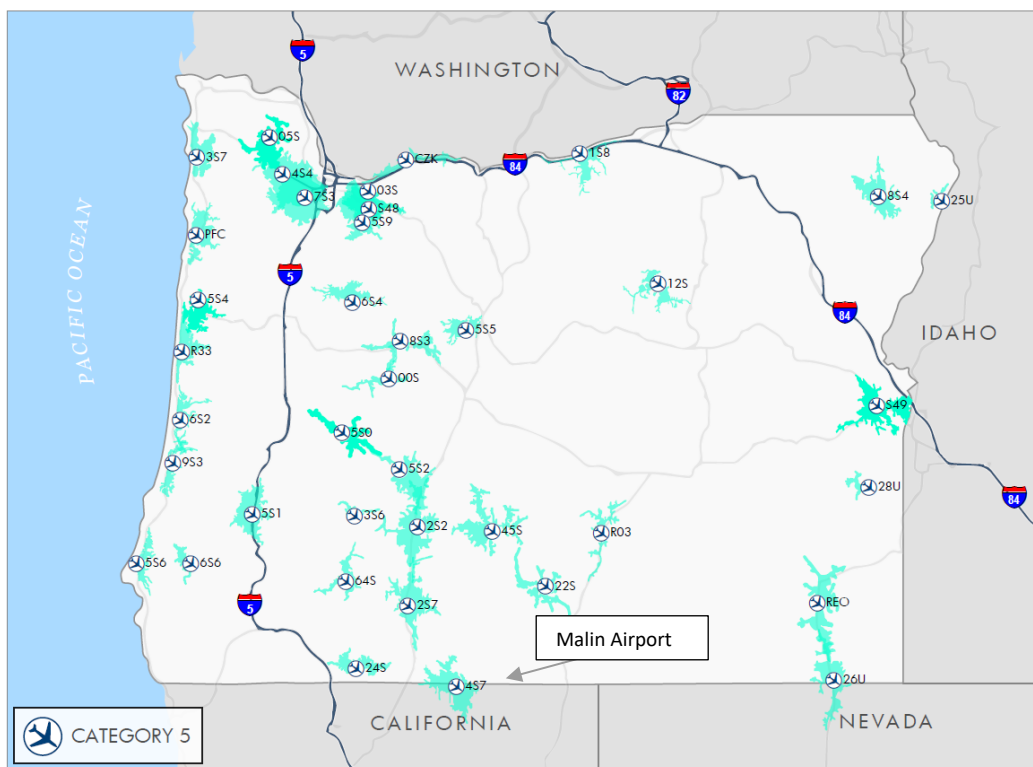 5
WASHINGTON
82
05S
3S7
CZK
84
1S8
4S4
7S3
03S
S48
5S9
8S4
25U
PFC
PACIFIC OCEAN
5
12S
5S4
6S4
84
5S5
IDAHO
8S3
R33
00S
S49
6S2
5S0
9S3
5S2
28U
84
5S1
3S6
2S2
45S
R03
5S6
6S6
64S
22S
5
2S7
REO
Malin Airport
24S
4S7
26U
CATEGORY 5
CALIFORNIA
NEVADA